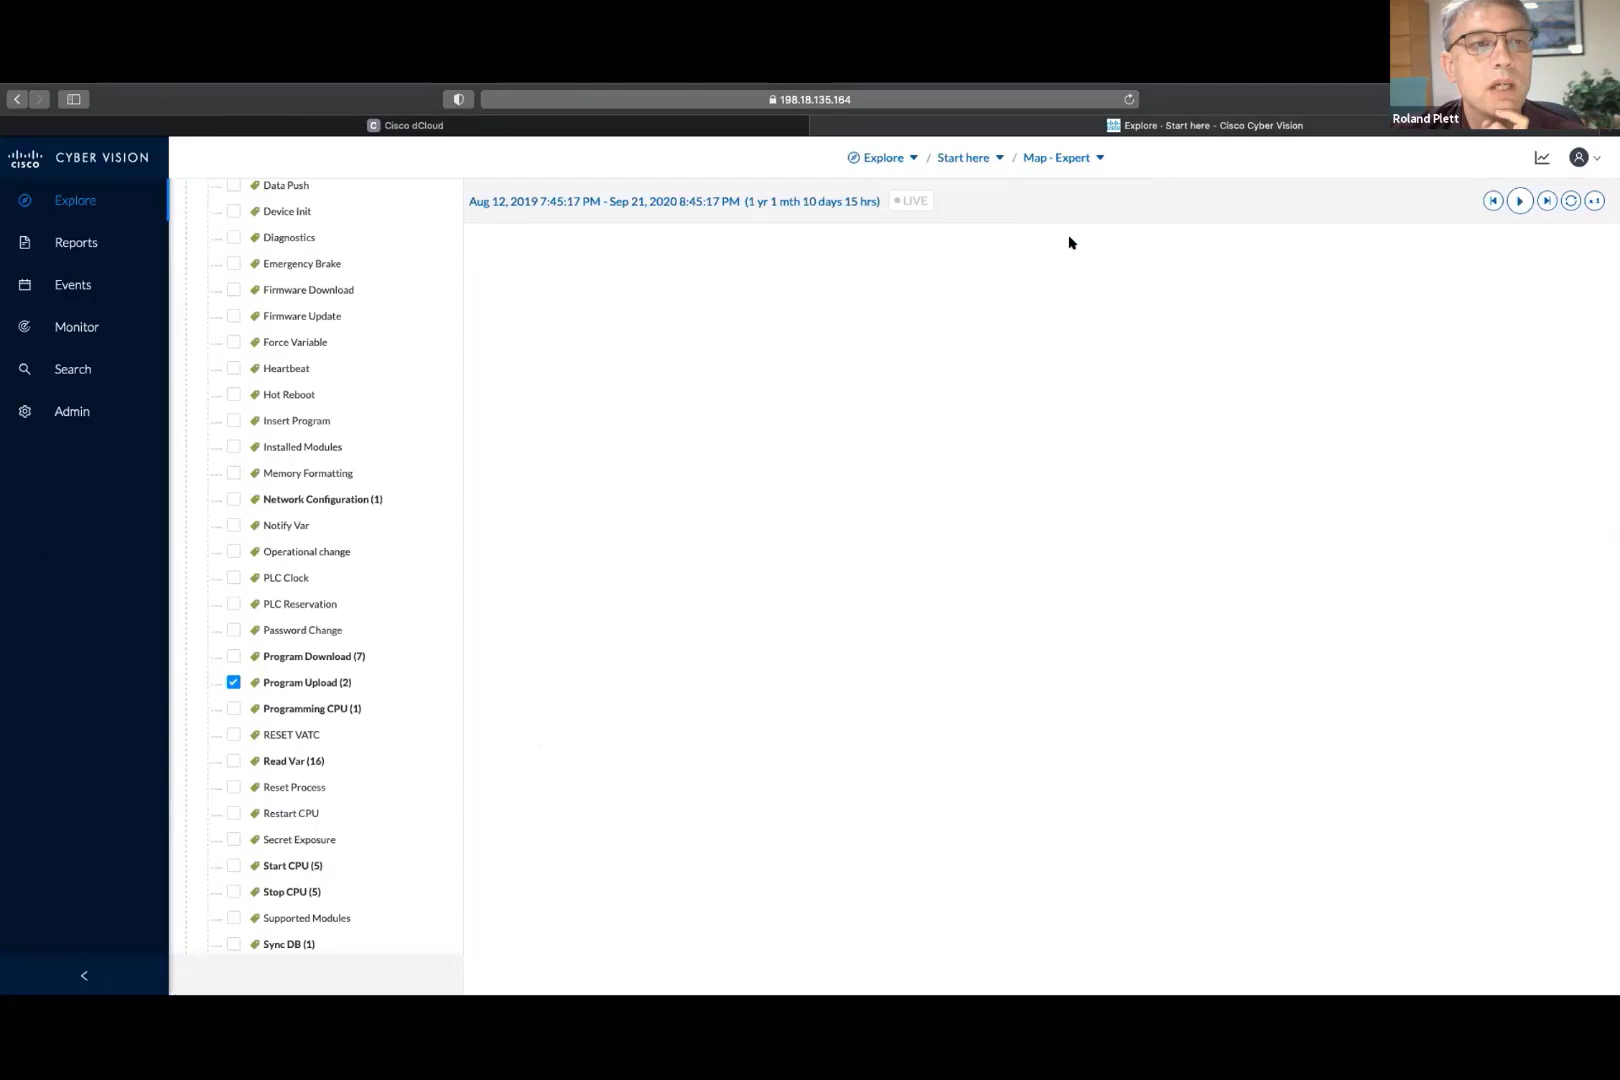 Roland Plett
198.18.135.164
C Cisco dCloud
Explore · Start here - Cisco Cyber Vision
CISCO CYBER VISION
Explore / Start here / Map - Expert
Explore
Reports
Events
Monitor
Search
Admin
Aug 12, 2019 7:45:17 PM - Sep 21, 2020 8:45:17 PM (1 yr 1 mth 10 days 15 hrs) LIVE
x 1
Data Push
Device Init
Diagnostics
Emergency Brake
Firmware Download
Firmware Update
Force Variable
Heartbeat
Hot Reboot
Insert Program
Installed Modules
Memory Formatting
Network Configuration (1)
Notify Var
Operational change
PLC Clock
PLC Reservation
Password Change
Program Download (7)
Program Upload (2)
Programming CPU (1)
RESET VATC
Read Var (16)
Reset Process
Restart CPU
Secret Exposure
Start CPU (5)
Stop CPU (5)
Supported Modules
Sync DB (1)